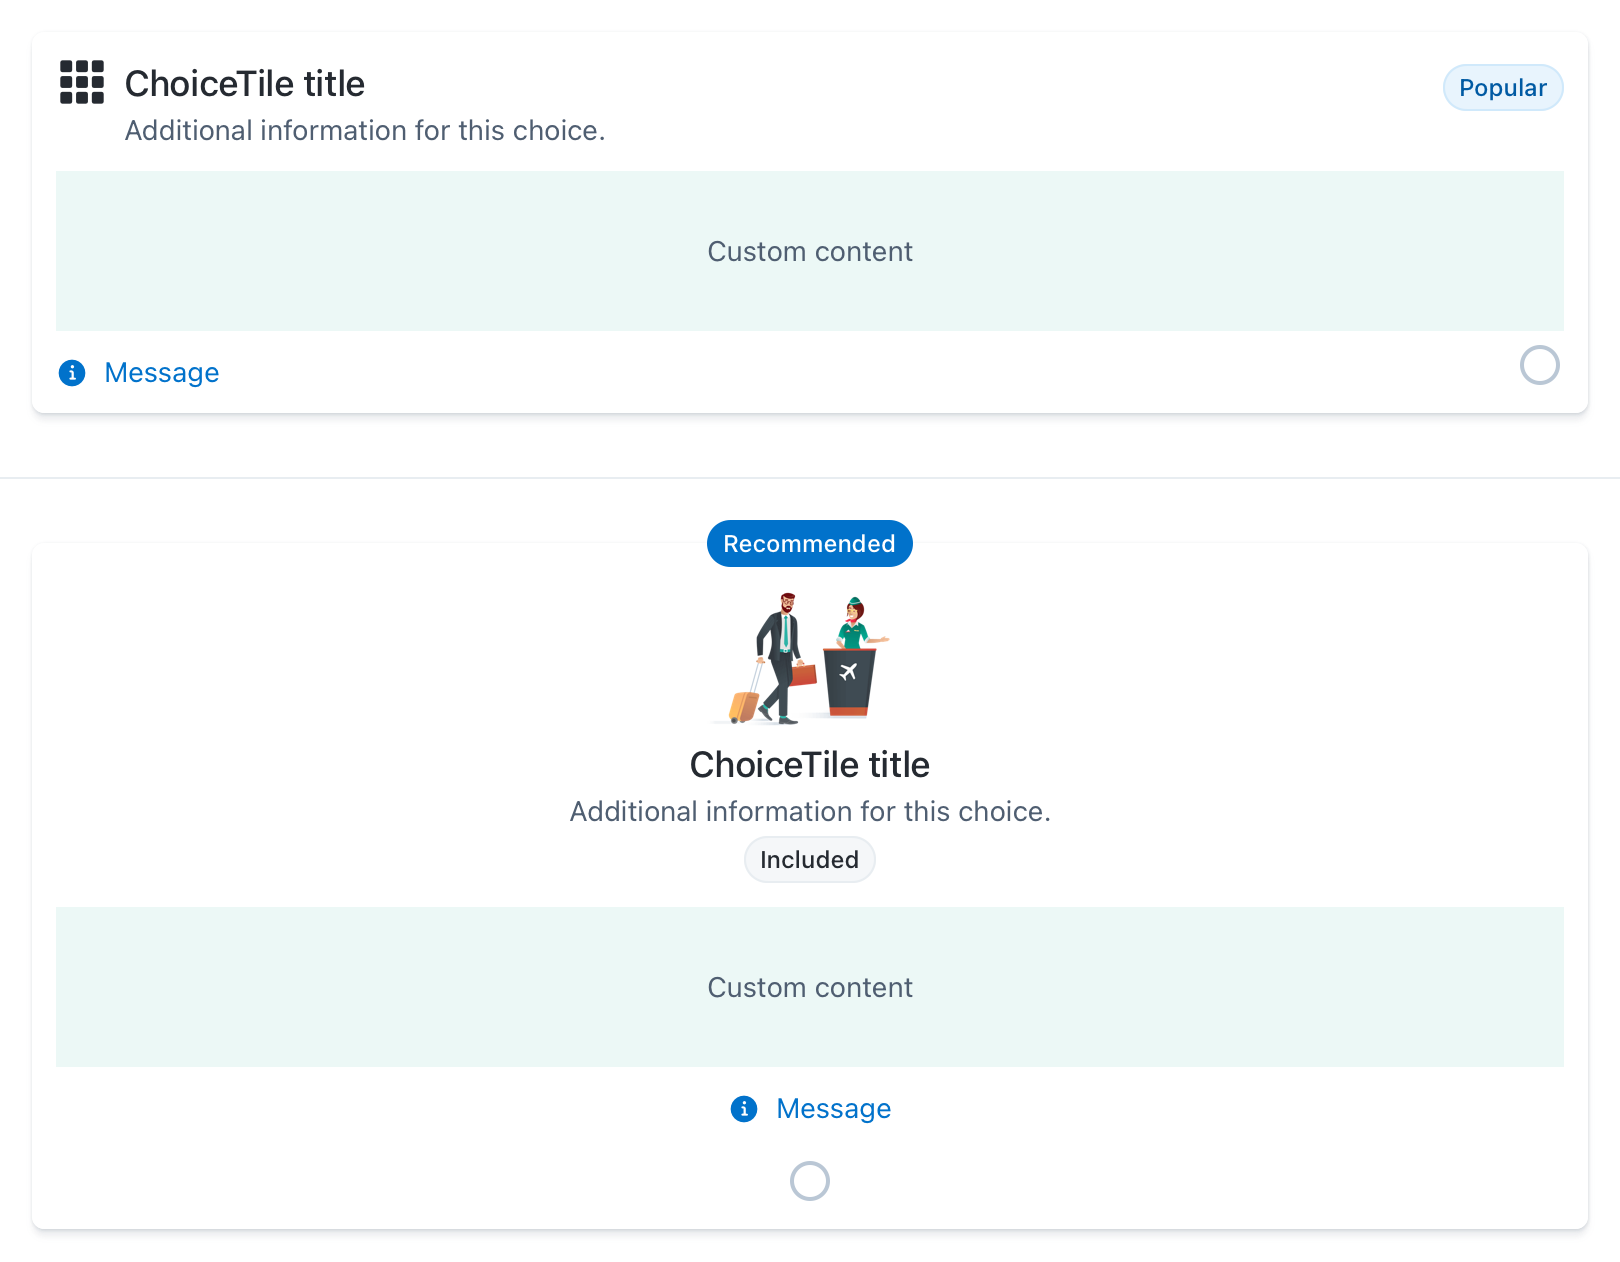 ChoiceTile title
Popular
Additional information for this choice.
Custom content
Message
Recommended
ChoiceTile title
Additional information for this choice.
Included
Custom content
Message